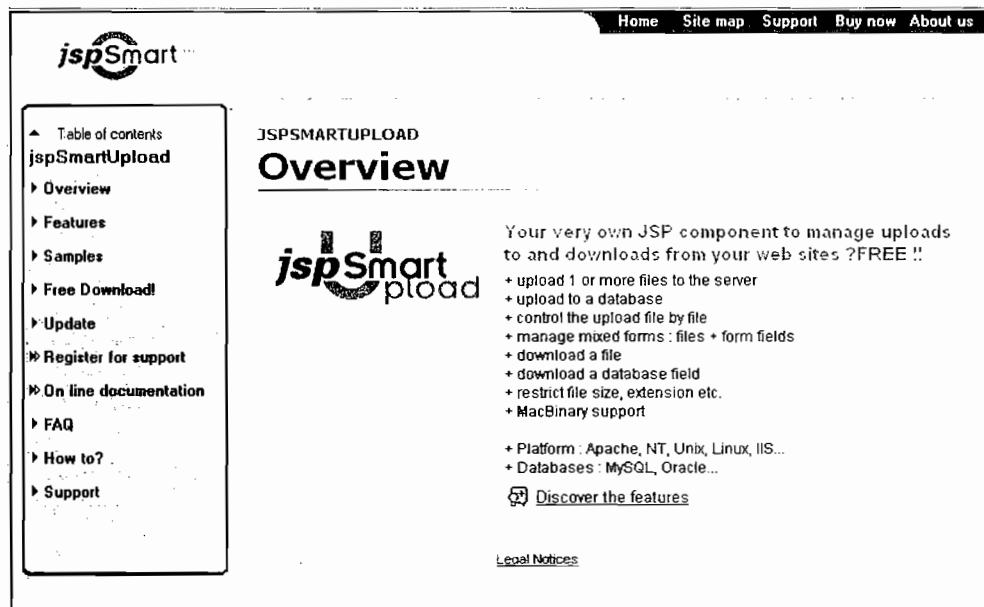 Home Site map Support Buy now About us
jspSmart
Table of contents
jspSmartUpload
Overview
Features
Samples
Free Download!
Update
Register for support
On line documentation
FAQ
How to?
Support
JSPSMARTUPLOAD
Overview
jspSmart
pload
Your very own JSP component to manage uploads
to and downloads from your web sites ?FREE !!
+ upload 1 or more files to the server
+ upload to a database
+ control the upload file by file
+ manage mixed forms : files + form fields
+ download a file
+ download a database field
+ restrict file size, extension etc.
+ MacBinary support
+ Platform : Apache, NT, Unix, Linux, IIS...
+ Databases : MySQL, Oracle...
Discover the features
Legal Notices